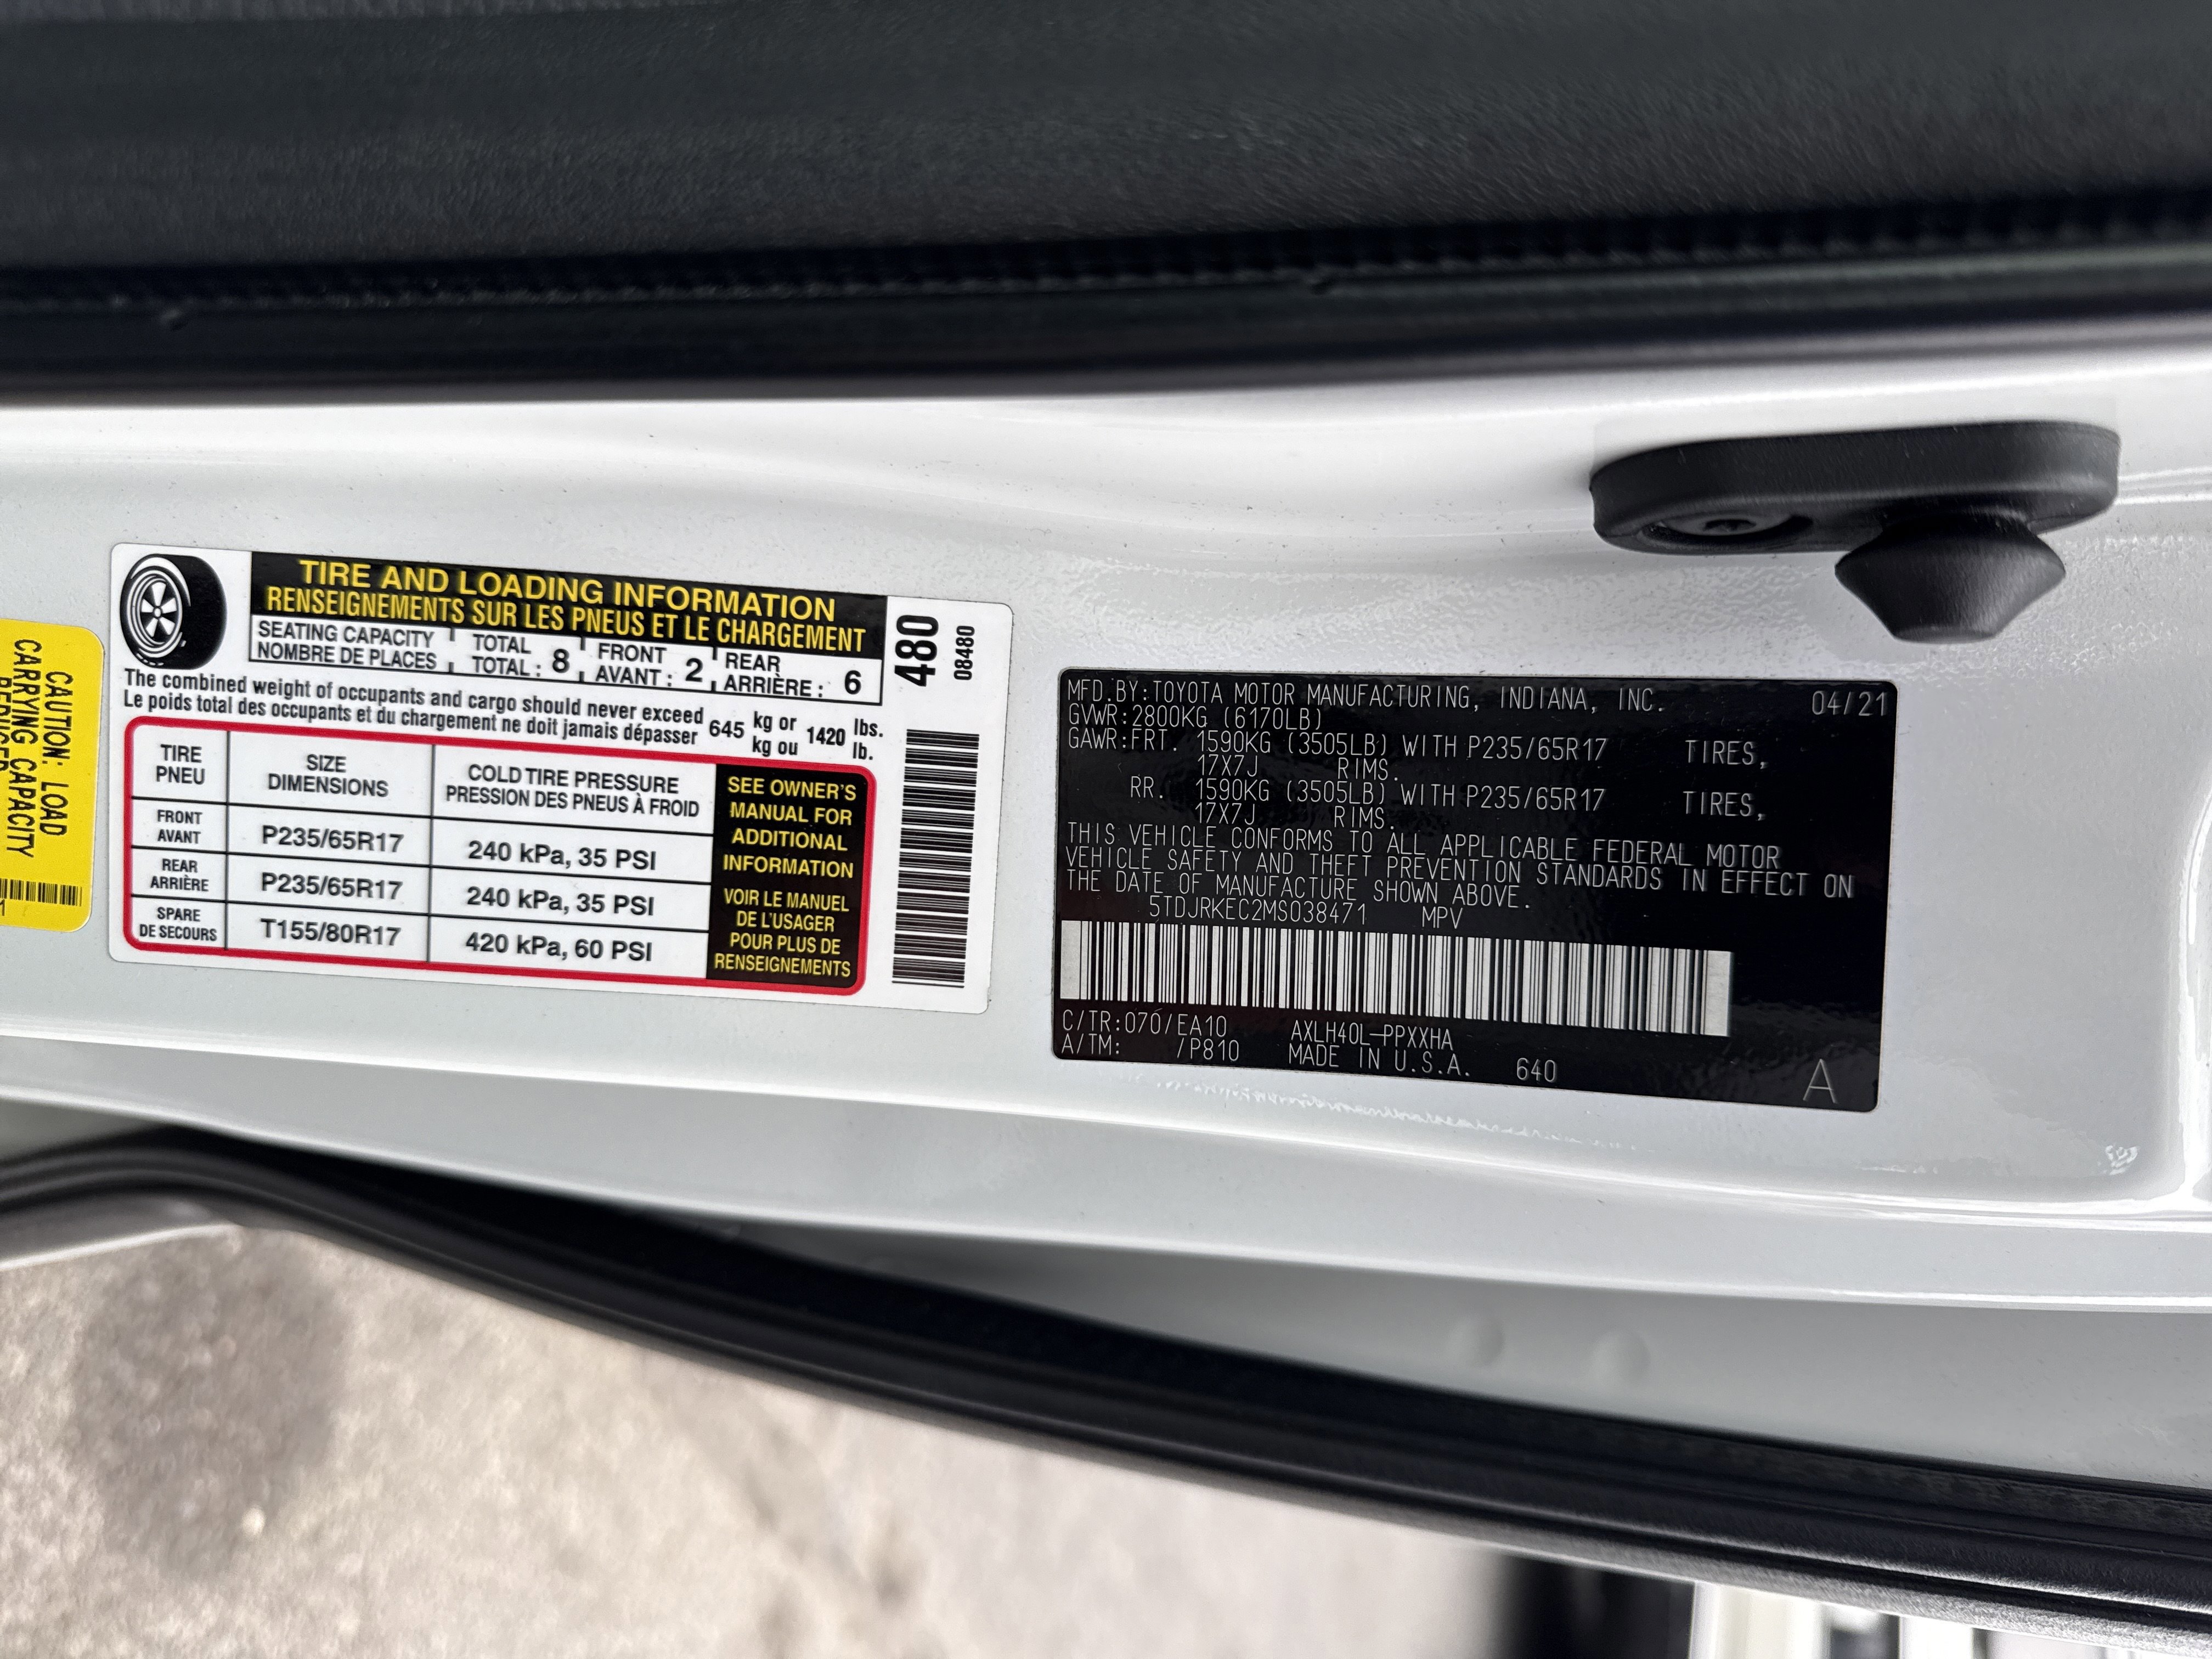 CAUTION: LOAD
CARRYING CAPACITY
REDUCED
TIRE AND LOADING INFORMATION
RENSEIGNEMENTS SUR LES PNEUS ET LE CHARGEMENT
SEATING CAPACITY TOTAL FRONT REAR
NOMBRE DE PLACES TOTAL : 8 AVANT : 2 ARRIÈRE : 6
The combined weight of occupants and cargo should never exceed 645 kg or 1420 lbs.
Le poids total des occupants et du chargement ne doit jamais dépasser kg ou lb.
TIRE SIZE COLD TIRE PRESSURE
PNEU DIMENSIONS PRESSION DES PNEUS À FROID
FRONT
AVANT P235/65R17 240 kPa, 35 PSI
REAR
ARRIÈRE P235/65R17 240 kPa, 35 PSI
SPARE
DE SECOURS T155/80R17 420 kPa, 60 PSI
SEE OWNER'S
MANUAL FOR
ADDITIONAL
INFORMATION
VOIR LE MANUEL
DE L'USAGER
POUR PLUS DE
RENSEIGNEMENTS
480
08480
MFD.BY:TOYOTA MOTOR MANUFACTURING, INDIANA, INC. 04/21
GVWR:2800KG (6170LB)
GAWR:FRT. 1590KG (3505LB) WITH P235/65R17 TIRES,
17X7J RIMS.
RR. 1590KG (3505LB) WITH P235/65R17 TIRES,
17X7J RIMS.
THIS VEHICLE CONFORMS TO ALL APPLICABLE FEDERAL MOTOR
VEHICLE SAFETY AND THEFT PREVENTION STANDARDS IN EFFECT ON
THE DATE OF MANUFACTURE SHOWN ABOVE.
5TDJRKEC2MS038471 MPV
C/TR:070/EA10 AXLH40L-PPXXHA
A/TM: /P810 MADE IN U.S.A. 640 A